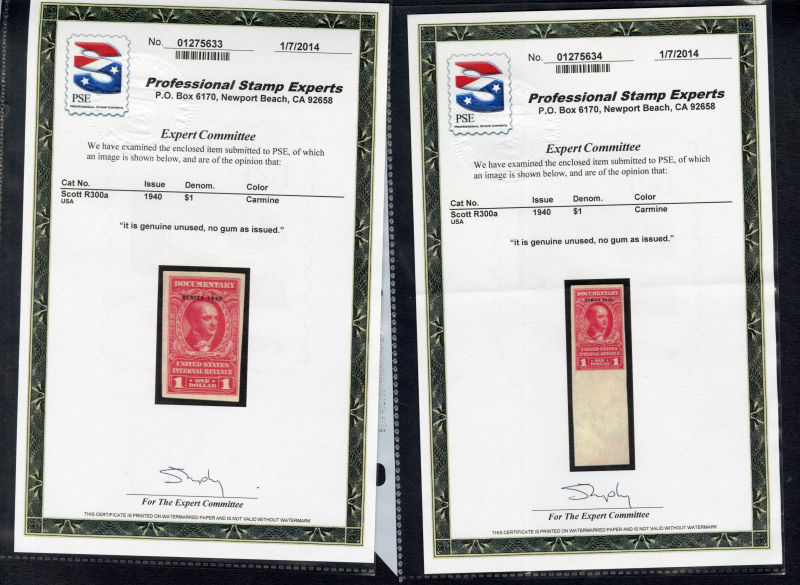 No. 01275633 1/7/2014
PSE
PROFESSIONAL STAMP EXPERTS
Professional Stamp Experts
P.O. Box 6170, Newport Beach, CA 92658
Expert Committee
We have examined the enclosed item submitted to PSE, of which
an image is shown below, and are of the opinion that:
Cat No. Issue Denom. Color
Scott R300a 1940 $1 Carmine
USA
"it is genuine unused, no gum as issued."
DOCUMENTARY
SERIES 1940
UNITED STATES
INTERNAL REVENUE
1 ONE DOLLAR 1
For The Expert Committee
THIS CERTIFICATE IS PRINTED ON WATERMARKED PAPER AND IS NOT VALID WITHOUT WATERMARK
No. 01275634 1/7/2014
PSE
PROFESSIONAL STAMP EXPERTS
Professional Stamp Experts
P.O. Box 6170, Newport Beach, CA 92658
Expert Committee
We have examined the enclosed item submitted to PSE, of which
an image is shown below, and are of the opinion that:
Cat No. Issue Denom. Color
Scott R300a 1940 $1 Carmine
USA
"it is genuine unused, no gum as issued."
DOCUMENTARY
SERIES 1940
UNITED STATES
INTERNAL REVENUE
1 ONE DOLLAR 1
For The Expert Committee
THIS CERTIFICATE IS PRINTED ON WATERMARKED PAPER AND IS NOT VALID WITHOUT WATERMARK